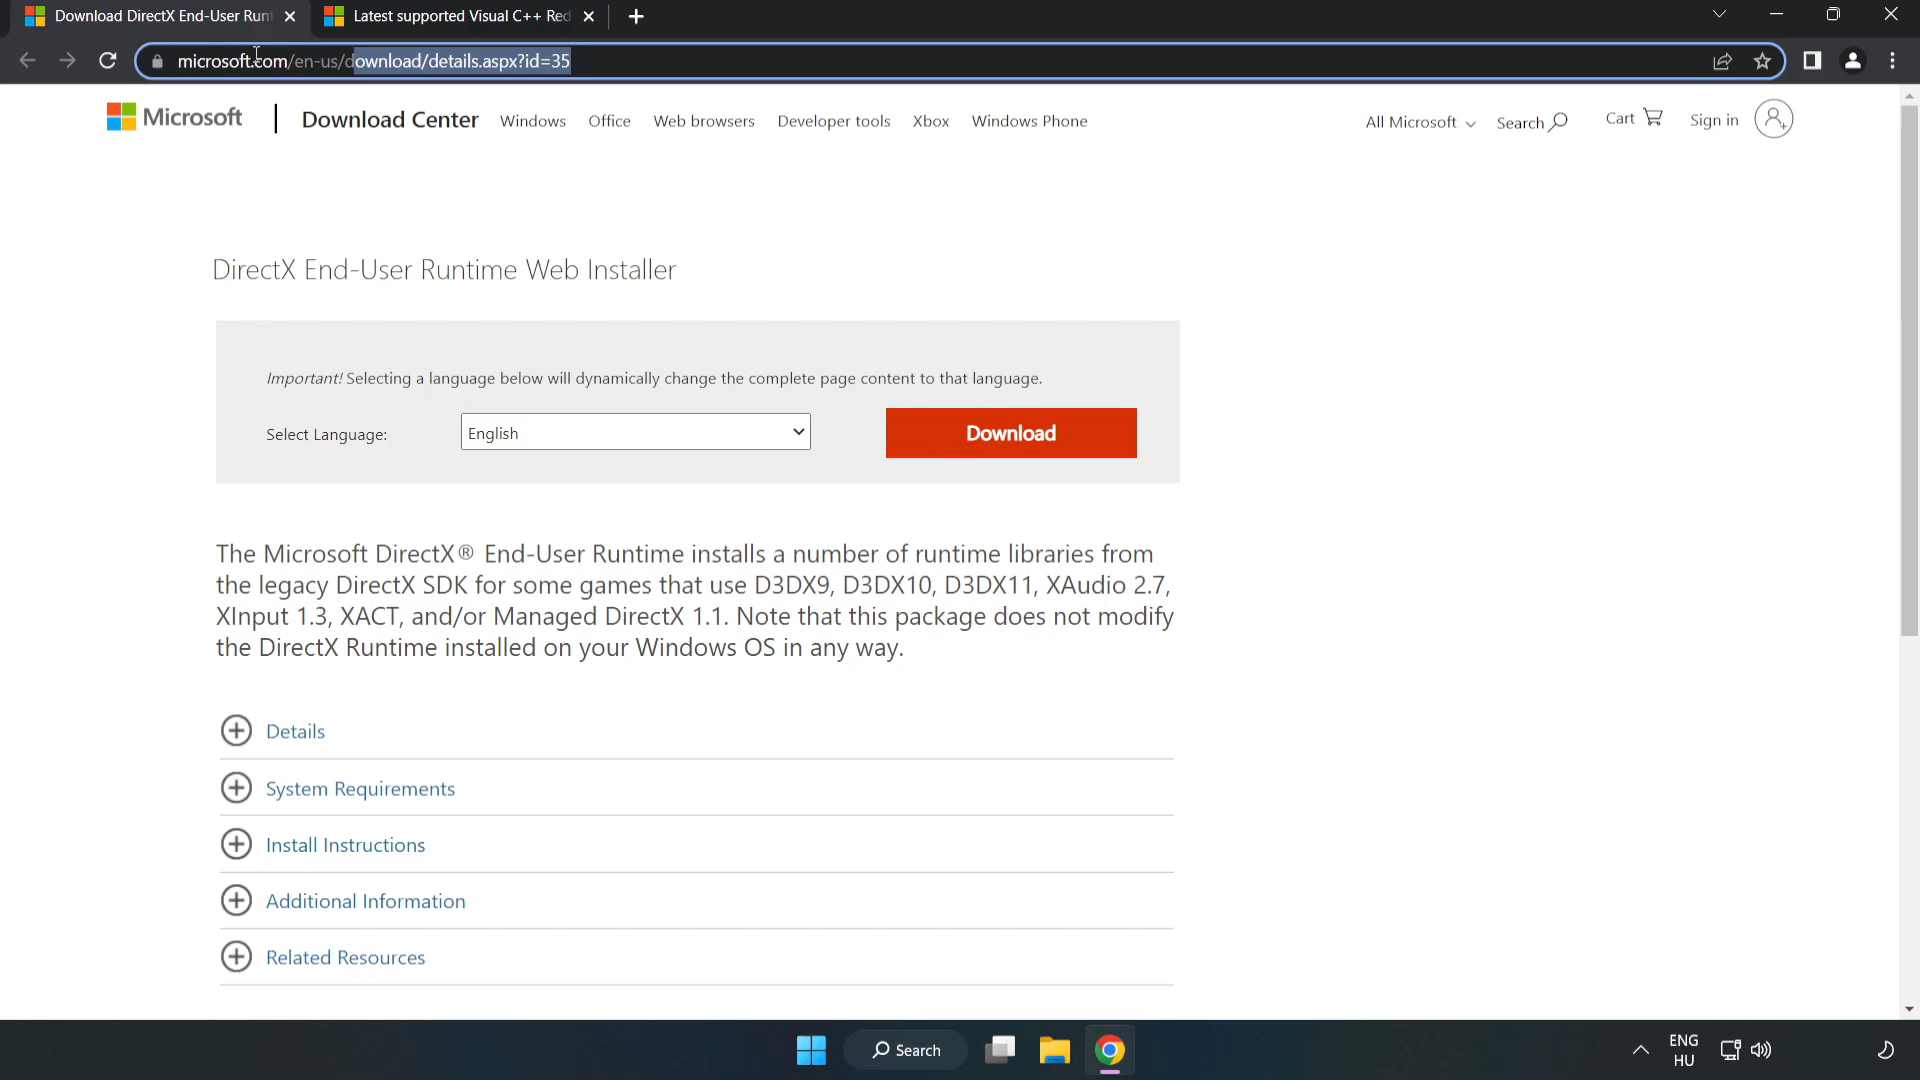 Download DirectX End-User Runt
Latest supported Visual C++ Red
microsoft.com/en-us/download/details.aspx?id=35
Microsoft
Download Center
Windows
Office
Web browsers
Developer tools
Xbox
Windows Phone
All Microsoft
Search
Cart
Sign in
DirectX End-User Runtime Web Installer
Important! Selecting a language below will dynamically change the complete page content to that language.
Select Language:
English
Download
The Microsoft DirectX® End-User Runtime installs a number of runtime libraries from
the legacy DirectX SDK for some games that use D3DX9, D3DX10, D3DX11, XAudio 2.7,
XInput 1.3, XACT, and/or Managed DirectX 1.1. Note that this package does not modify
the DirectX Runtime installed on your Windows OS in any way.
Details
System Requirements
Install Instructions
Additional Information
Related Resources
Search
ENG
HU